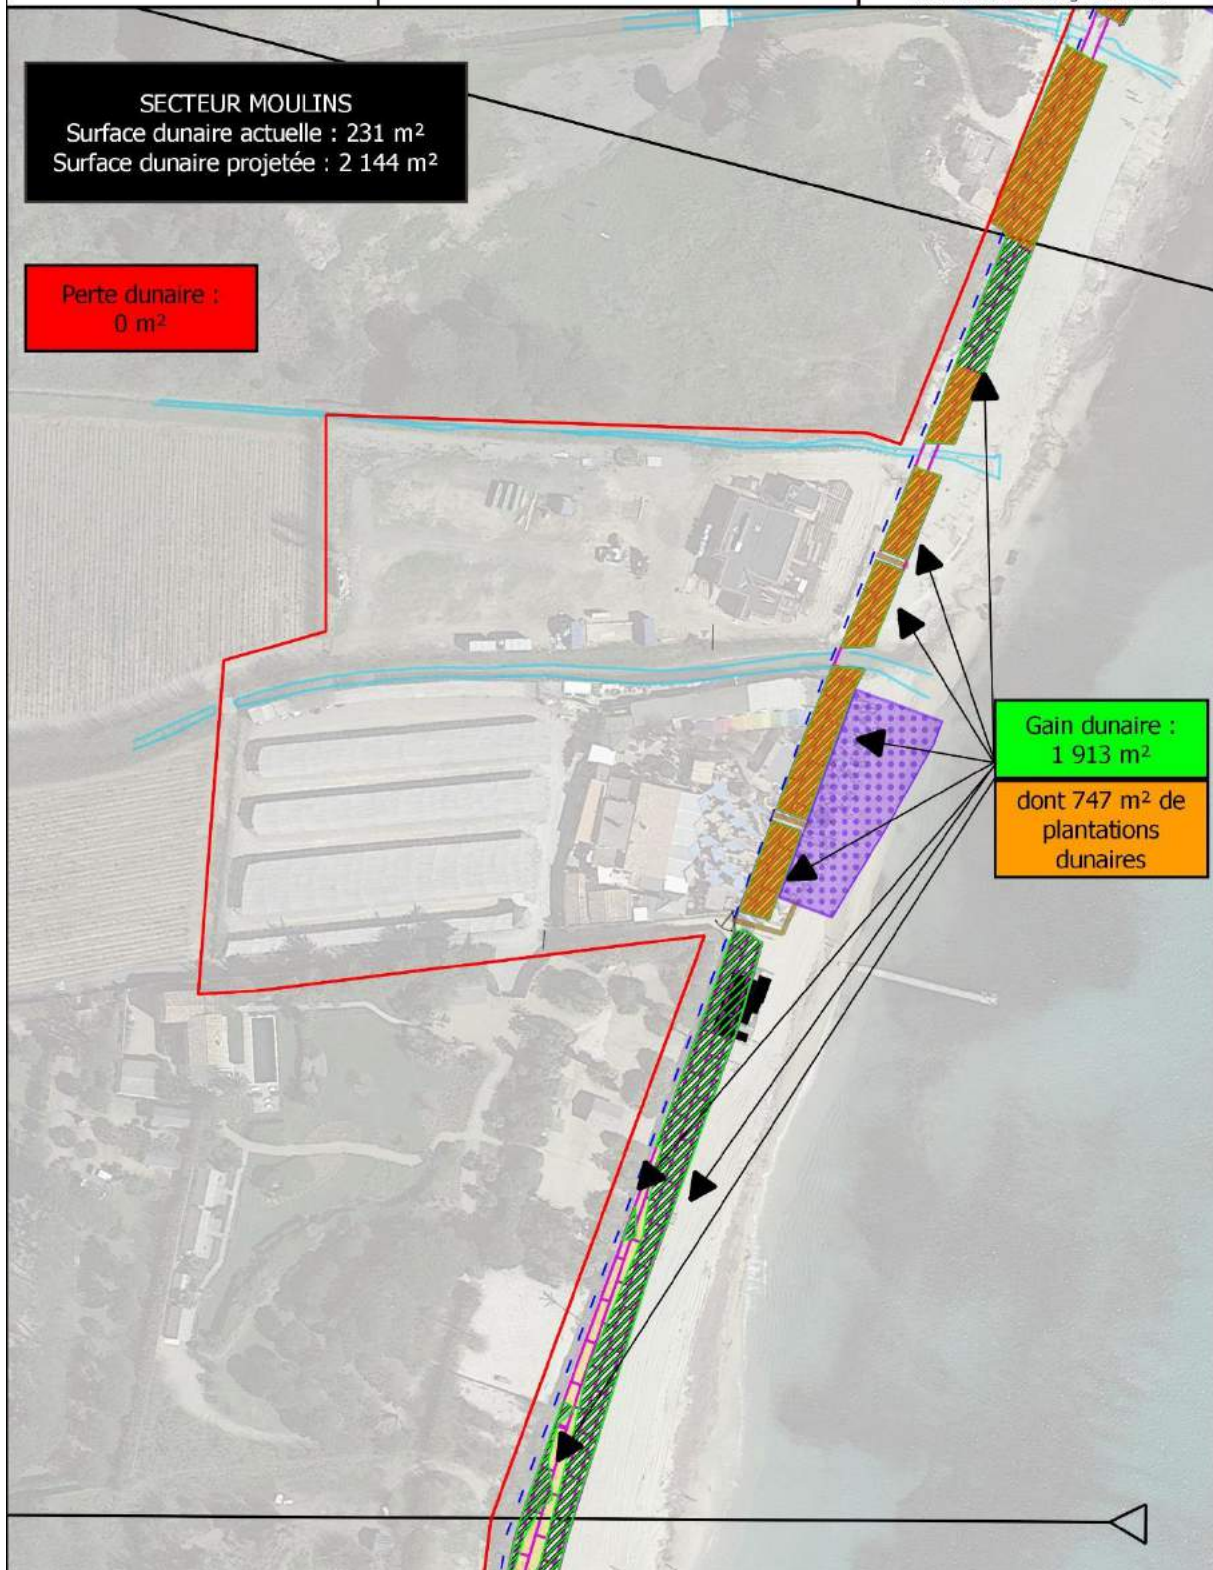 SECTEUR MOULINS
Surface dunaire actuelle : 231 m²
Surface dunaire projetée : 2 144 m²
Perte dunaire :
0 m²
Gain dunaire :
1 913 m²
dont 747 m² de
plantations
dunaires